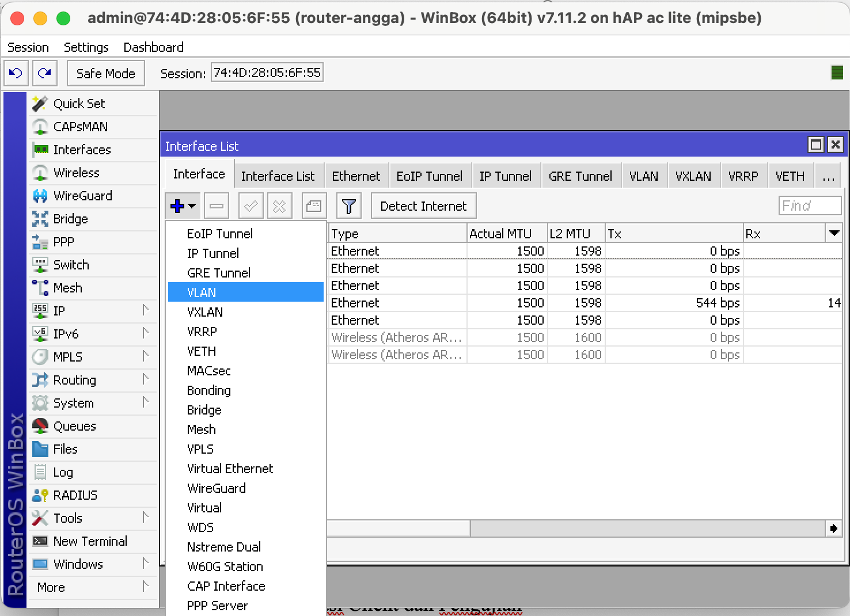 admin@74:4D:28:05:6F:55 (router-angga) - WinBox (64bit) v7.11.2 on hAP ac lite (mipsbe)
Session Settings Dashboard
Safe Mode Session: 74:4D:28:05:6F:55
RouterOS WinBox
Quick Set
CAPsMAN
Interfaces
Wireless
WireGuard
Bridge
PPP
Switch
Mesh
IP
IPv6
MPLS
Routing
System
Queues
Files
Log
RADIUS
Tools
New Terminal
Windows
More
Interface List
Interface Interface List Ethernet EoIP Tunnel IP Tunnel GRE Tunnel VLAN VXLAN VRRP VETH ...
Detect Internet Find
EoIP Tunnel
IP Tunnel
GRE Tunnel
VLAN
VXLAN
VRRP
VETH
MACsec
Bonding
Bridge
Mesh
VPLS
Virtual Ethernet
WireGuard
Virtual
WDS
Nstreme Dual
W60G Station
CAP Interface
PPP Server
Type Actual MTU L2 MTU Tx Rx
Ethernet 1500 1598 0 bps
Ethernet 1500 1598 0 bps
Ethernet 1500 1598 0 bps
Ethernet 1500 1598 544 bps 14
Ethernet 1500 1598 0 bps
Wireless (Atheros AR... 1500 1600 0 bps
Wireless (Atheros AR... 1500 1600 0 bps
Client dan Pengujian